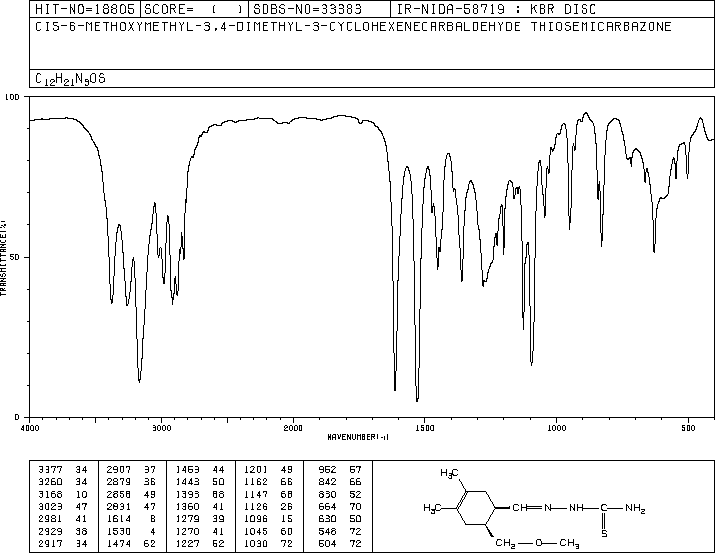 HIT-NO=18805 SCORE= ( ) SDBS-NO=33383 IR-NIDA-58719 : KBR DISC
CIS-6-METHOXYMETHYL-3,4-DIMETHYL-3-CYCLOHEXENECARBALDEHYDE THIOSEMICARBAZONE
C12H21N3OS
100
50
0
TRANSMITTANCE(%)
4000 3000 2000 1500 1000 500
WAVENUMBER(-1)
3377 34 2907 37 1453 44 1201 49 962 67
3260 34 2879 36 1443 50 1162 66 842 66
3168 10 2858 49 1393 68 1147 68 830 52
3023 47 2831 47 1360 41 1126 26 664 70
2981 41 1614 8 1279 39 1096 15 630 50
2929 38 1530 4 1270 41 1045 60 548 72
2917 34 1474 62 1227 52 1030 72 504 72
H3C
H3C CH N NH C NH2
S
CH2 O CH3